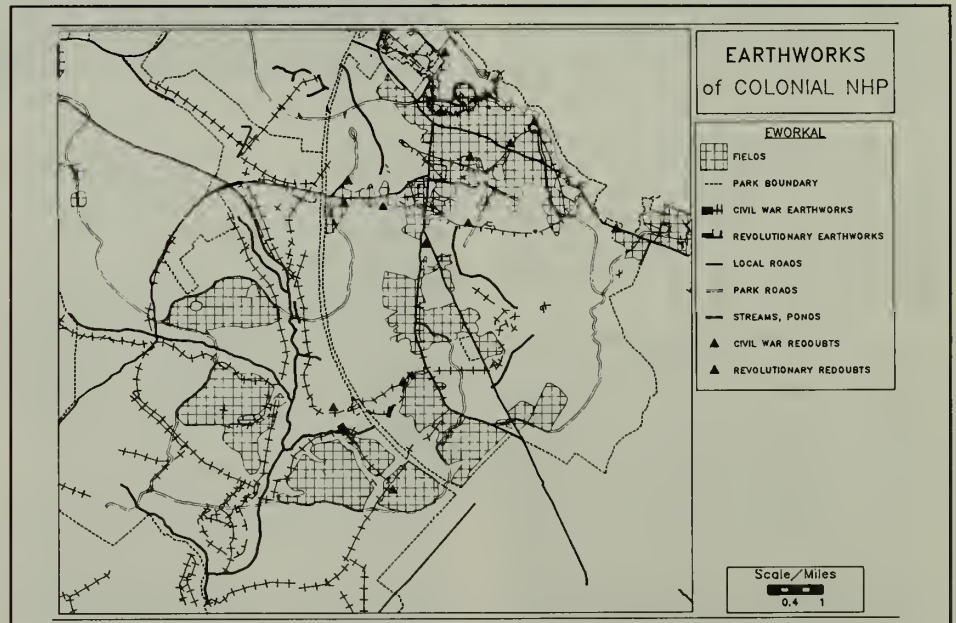 EARTHWORKS
of COLONIAL NHP
EWORKAL
FIELDS
PARK BOUNDARY
CIVIL WAR EARTHWORKS
REVOLUTIONARY EARTHWORKS
LOCAL ROADS
PARK ROADS
STREAMS, PONDS
CIVIL WAR REDOUBTS
REVOLUTIONARY REDOUBTS
Scale/Miles
0.4 1